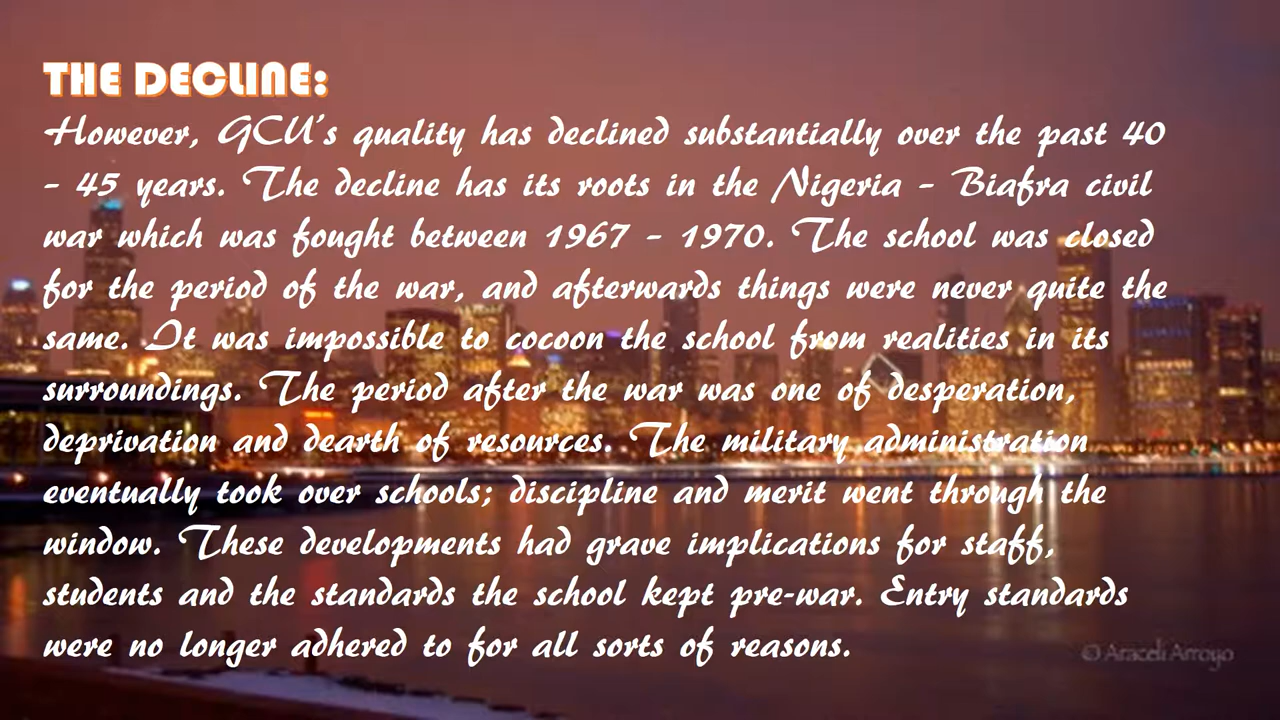 THE DECLINE:
However, GCU's quality has declined substantially over the past 40
- 45 years. The decline has its roots in the Nigeria - Biafra civil
war which was fought between 1967 - 1970. The school was closed
for the period of the war, and afterwards things were never quite the
same. It was impossible to cocoon the school from realities in its
surroundings. The period after the war was one of desperation,
deprivation and dearth of resources. The military administration
eventually took over schools; discipline and merit went through the
window. These developments had grave implications for staff,
students and the standards the school kept pre-war. Entry standards
were no longer adhered to for all sorts of reasons.
© Araceli Arroyo